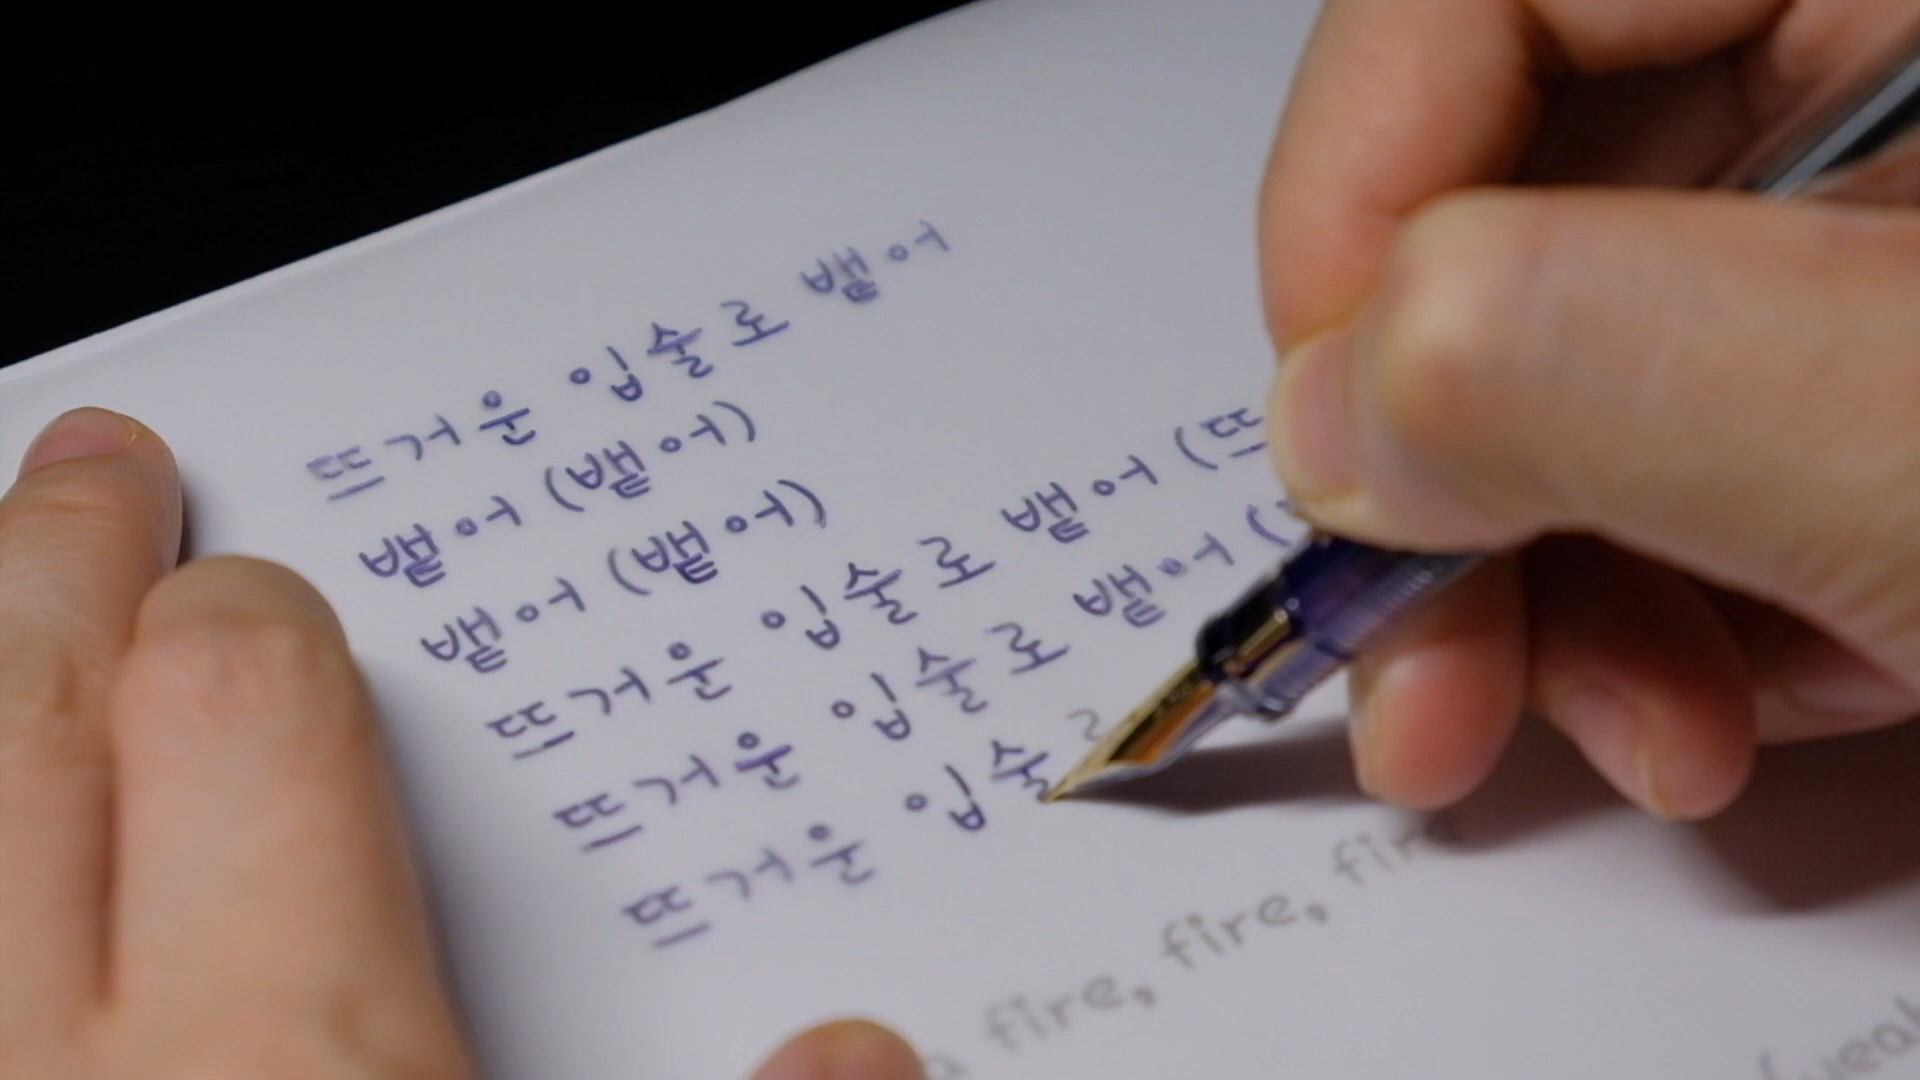 뜨거운 입술로 뱉어
뱉어 (뱉어)
뱉어 (뱉어)
뜨거운 입술로 뱉어 (뜨
뜨거운 입술로 뱉어 (
뜨거운 입술
a fire, fire, fire
(yeah